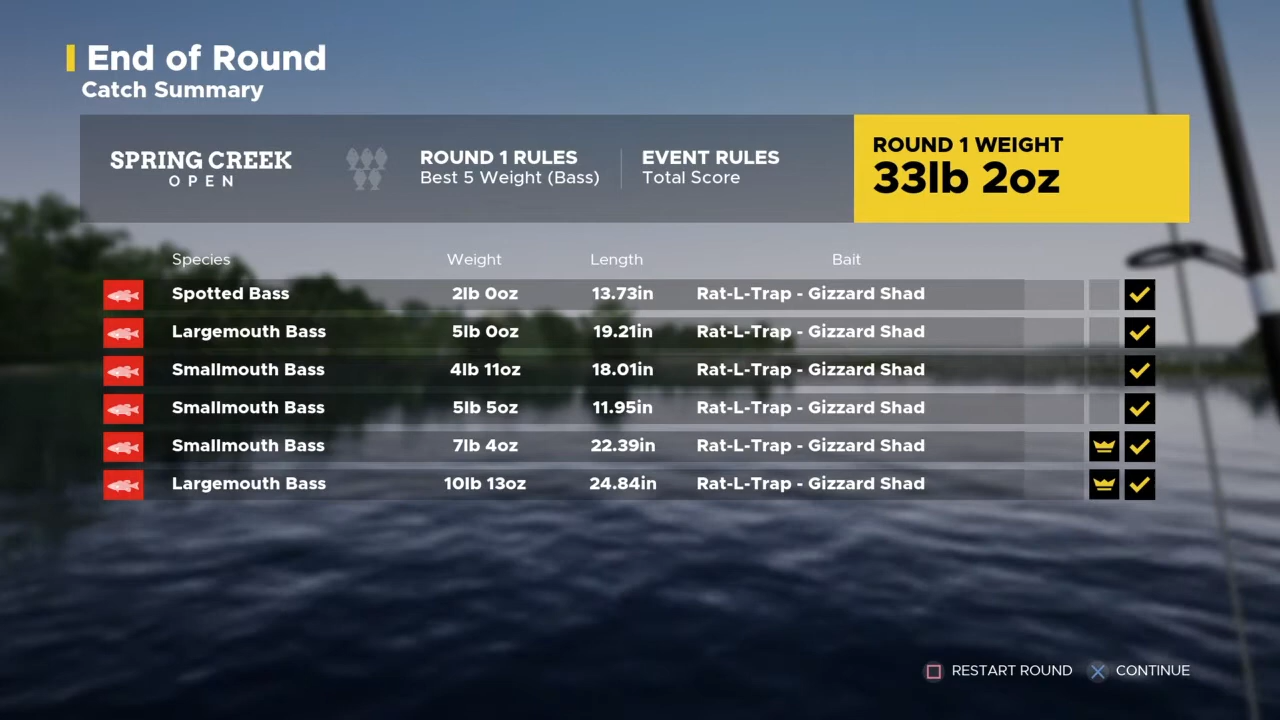 End of Round
Catch Summary
SPRING CREEK
OPEN
ROUND 1 RULES
Best 5 Weight (Bass)
EVENT RULES
Total Score
ROUND 1 WEIGHT
33lb 2oz
Species Weight Length Bait
Spotted Bass 2lb 0oz 13.73in Rat-L-Trap - Gizzard Shad
Largemouth Bass 5lb 0oz 19.21in Rat-L-Trap - Gizzard Shad
Smallmouth Bass 4lb 11oz 18.01in Rat-L-Trap - Gizzard Shad
Smallmouth Bass 5lb 5oz 11.95in Rat-L-Trap - Gizzard Shad
Smallmouth Bass 7lb 4oz 22.39in Rat-L-Trap - Gizzard Shad
Largemouth Bass 10lb 13oz 24.84in Rat-L-Trap - Gizzard Shad
RESTART ROUND CONTINUE